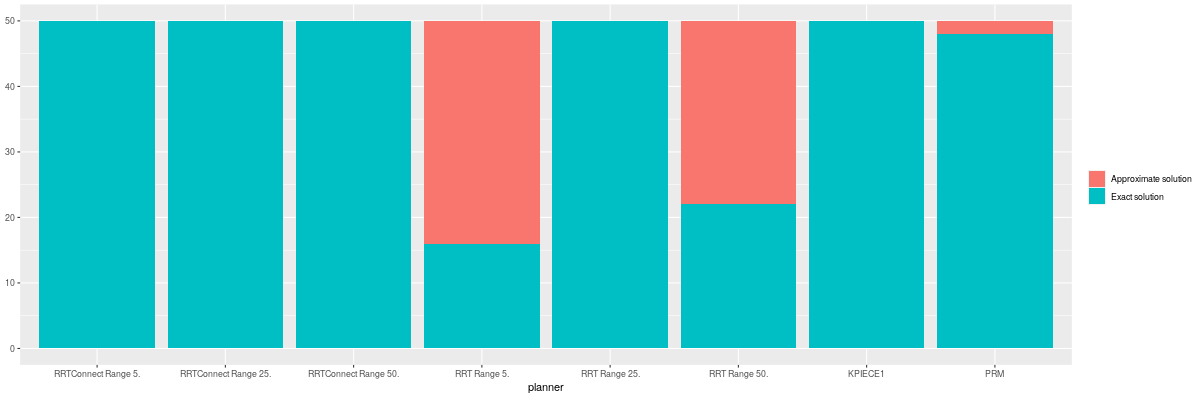 50
40
30
20
10
0
RRTConnect Range 5. RRTConnect Range 25. RRTConnect Range 50. RRT Range 5. RRT Range 25. RRT Range 50. KPIECE1 PRM
planner
Approximate solution
Exact solution